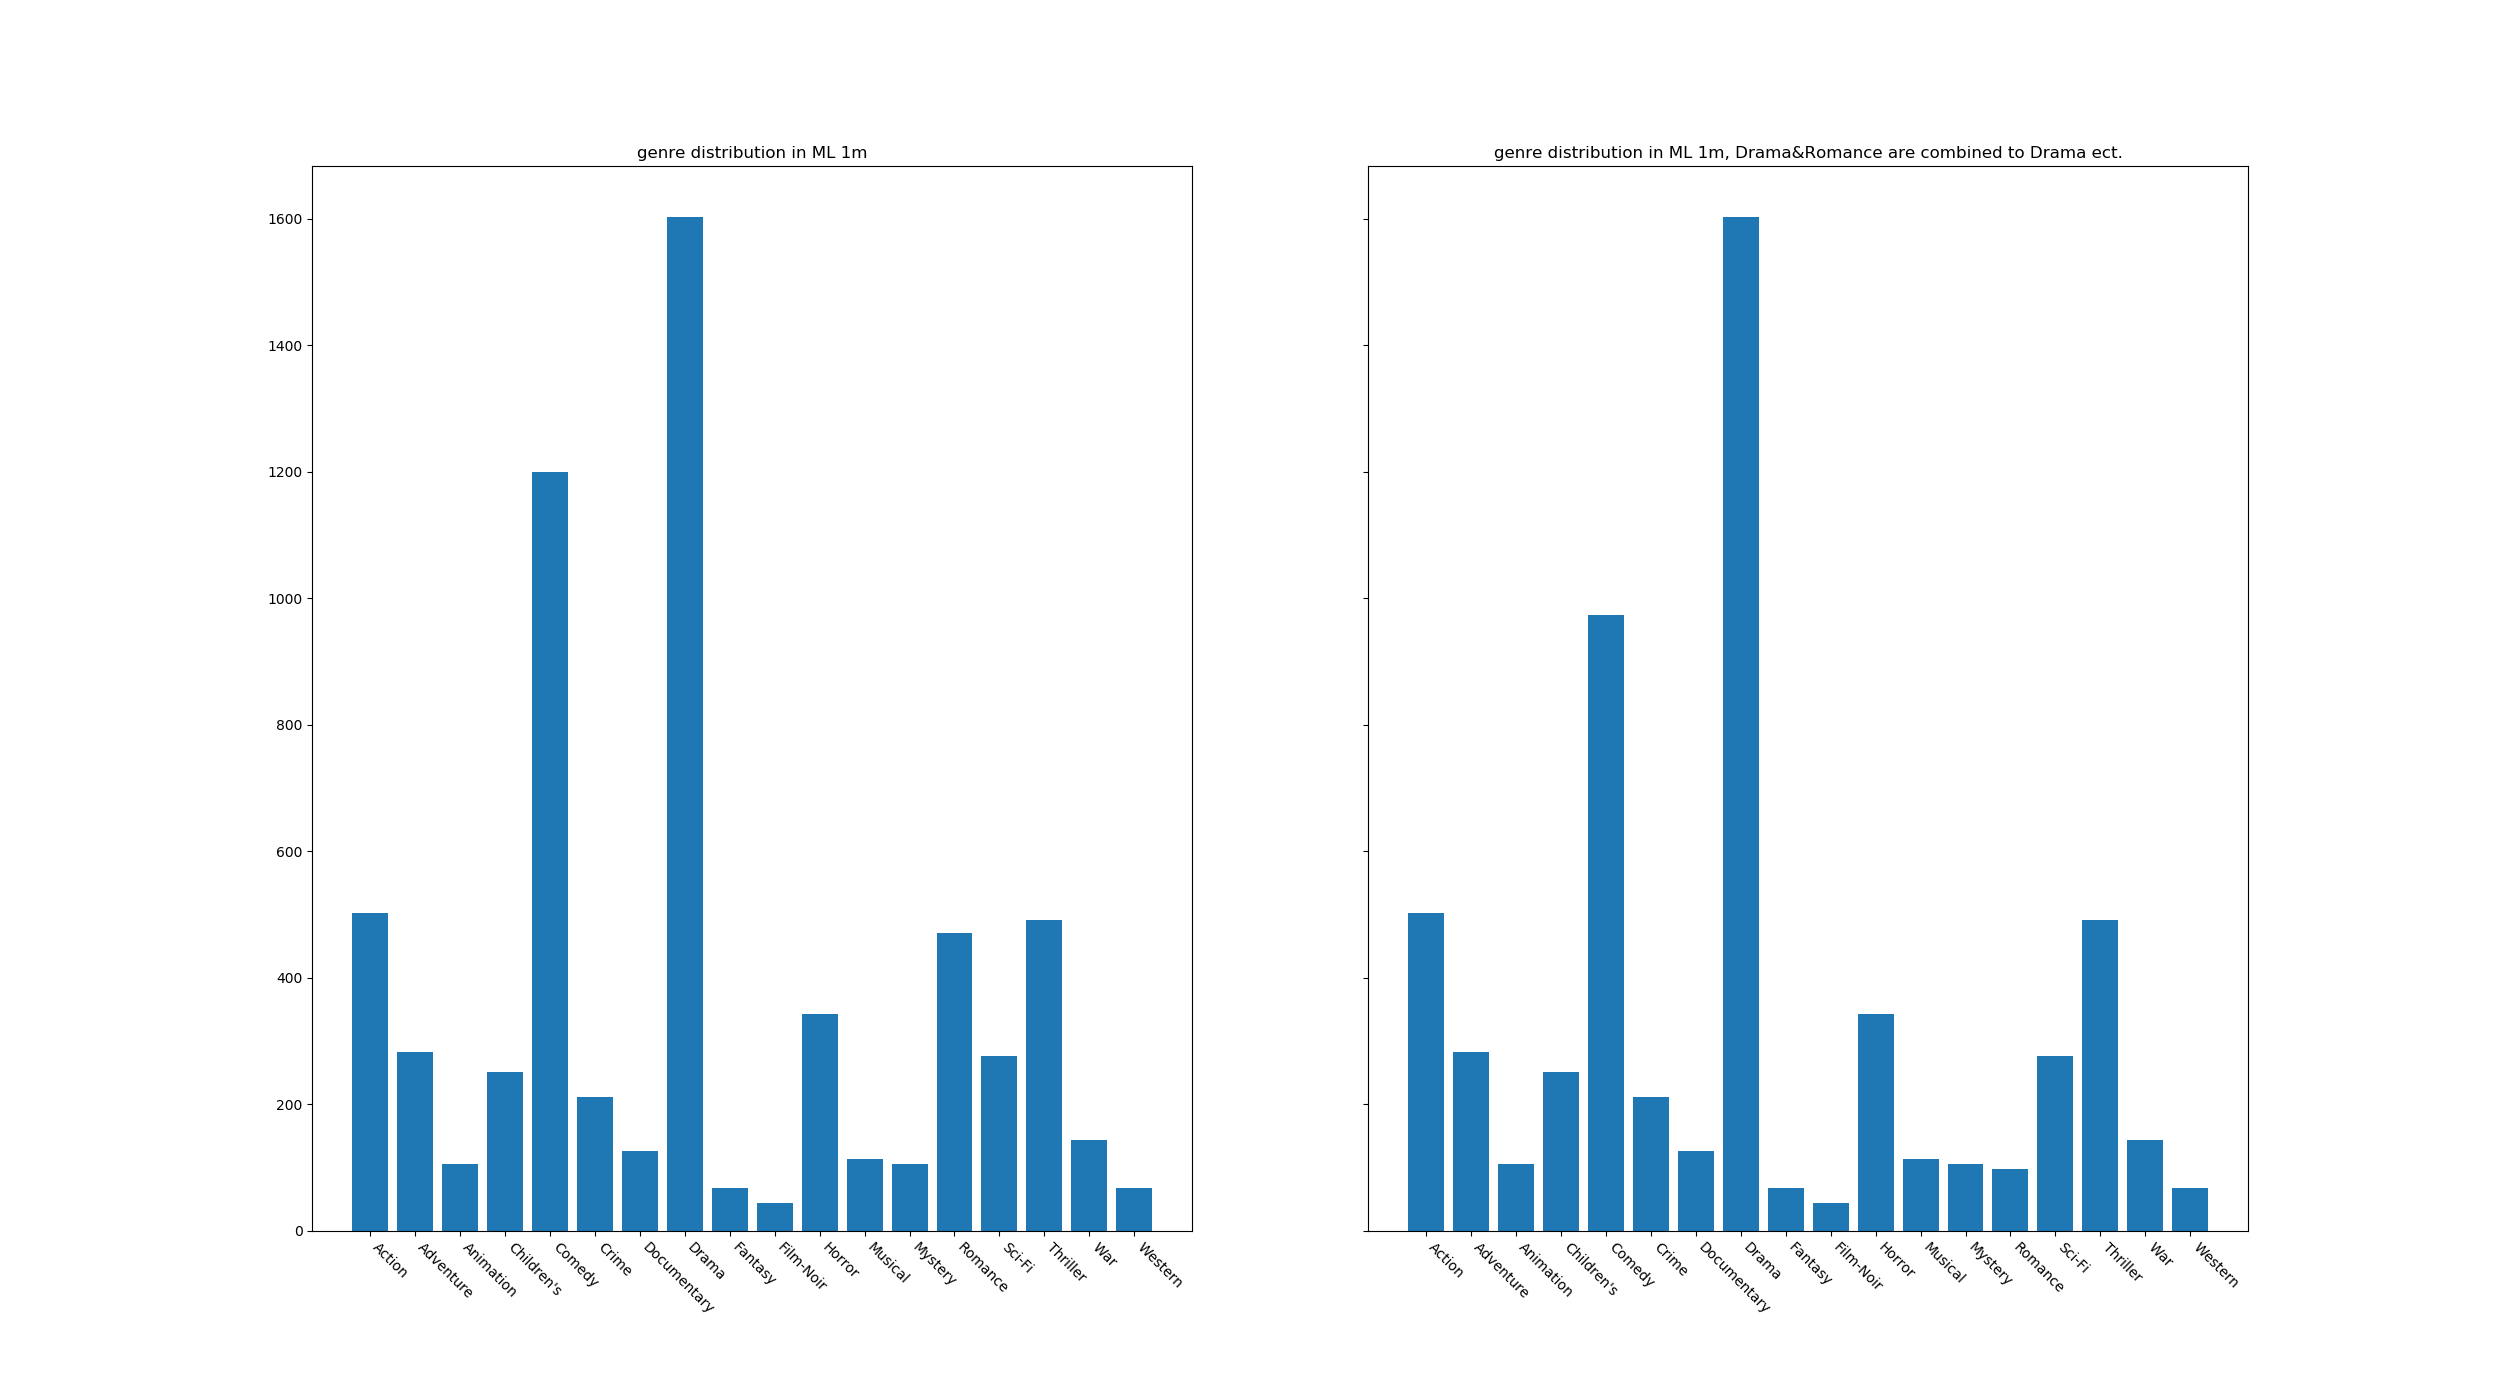 genre distribution in ML 1m
1600
1400
1200
1000
800
600
400
200
0
Action
Adventure
Animation
Children's
Comedy
Crime
Documentary
Drama
Fantasy
Film-Noir
Horror
Musical
Mystery
Romance
Sci-Fi
Thriller
War
Western
genre distribution in ML 1m, Drama&Romance are combined to Drama ect.
Action
Adventure
Animation
Children's
Comedy
Crime
Documentary
Drama
Fantasy
Film-Noir
Horror
Musical
Mystery
Romance
Sci-Fi
Thriller
War
Western